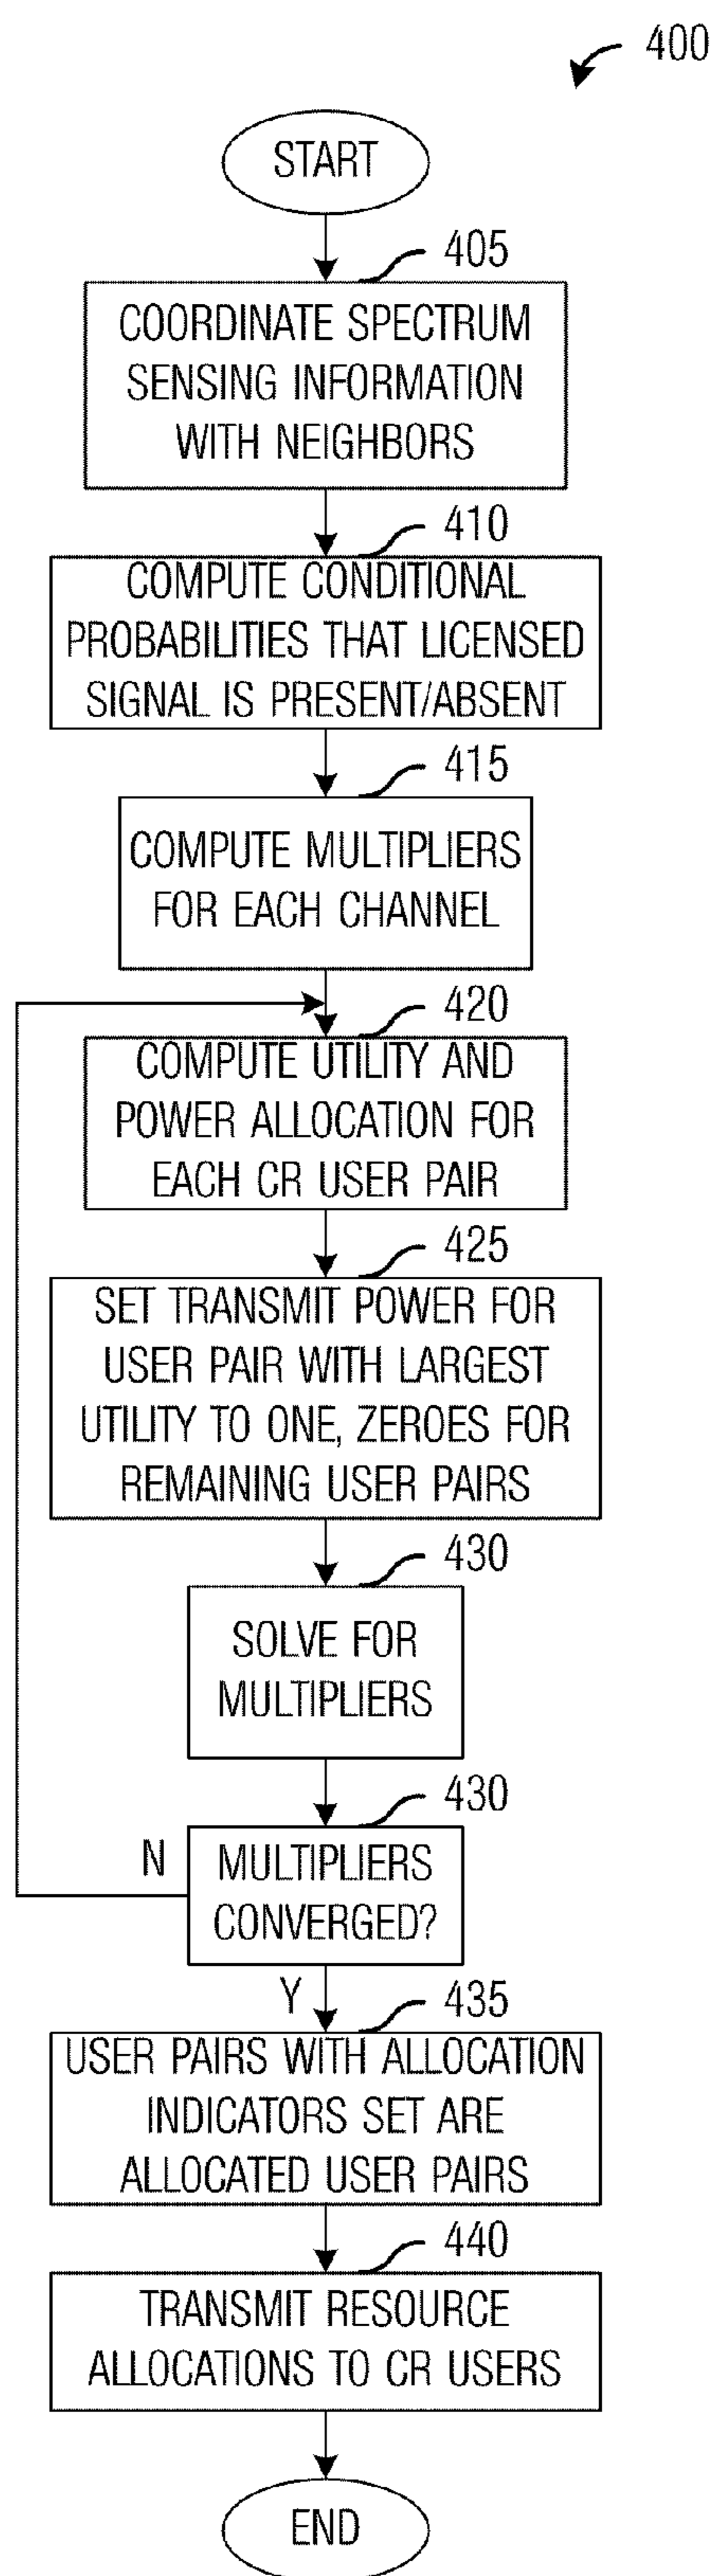 400
START
405
COORDINATE SPECTRUM
SENSING INFORMATION
WITH NEIGHBORS
410
COMPUTE CONDITIONAL
PROBABILITIES THAT LICENSED
SIGNAL IS PRESENT/ABSENT
415
COMPUTE MULTIPLIERS
FOR EACH CHANNEL
420
COMPUTE UTILITY AND
POWER ALLOCATION FOR
EACH CR USER PAIR
425
SET TRANSMIT POWER FOR
USER PAIR WITH LARGEST
UTILITY TO ONE, ZEROES FOR
REMAINING USER PAIRS
430
SOLVE FOR
MULTIPLIERS
430
N
MULTIPLIERS
CONVERGED?
Y
435
USER PAIRS WITH ALLOCATION
INDICATORS SET ARE
ALLOCATED USER PAIRS
440
TRANSMIT RESOURCE
ALLOCATIONS TO CR USERS
END